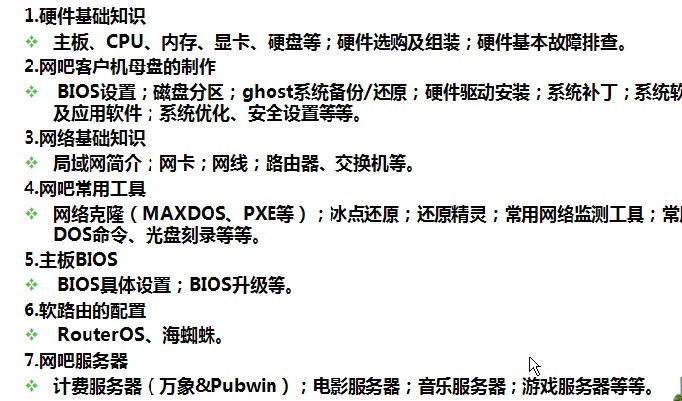 1.硬件基础知识
主板、CPU、内存、显卡、硬盘等；硬件选购及组装；硬件基本故障排查。
2.网吧客户机母盘的制作
BIOS设置；磁盘分区；ghost系统备份/还原；硬件驱动安装；系统补丁；系统软
及应用软件；系统优化、安全设置等等。
3.网络基础知识
局域网简介；网卡；网线；路由器、交换机等。
4.网吧常用工具
网络克隆（MAXDOS、PXE等）；冰点还原；还原精灵；常用网络监测工具；常
DOS命令、光盘刻录等等。
5.主板BIOS
BIOS具体设置；BIOS升级等。
6.软路由的配置
RouterOS、海蜘蛛。
7.网吧服务器
计费服务器（万象&Pubwin）；电影服务器；音乐服务器；游戏服务器等等。